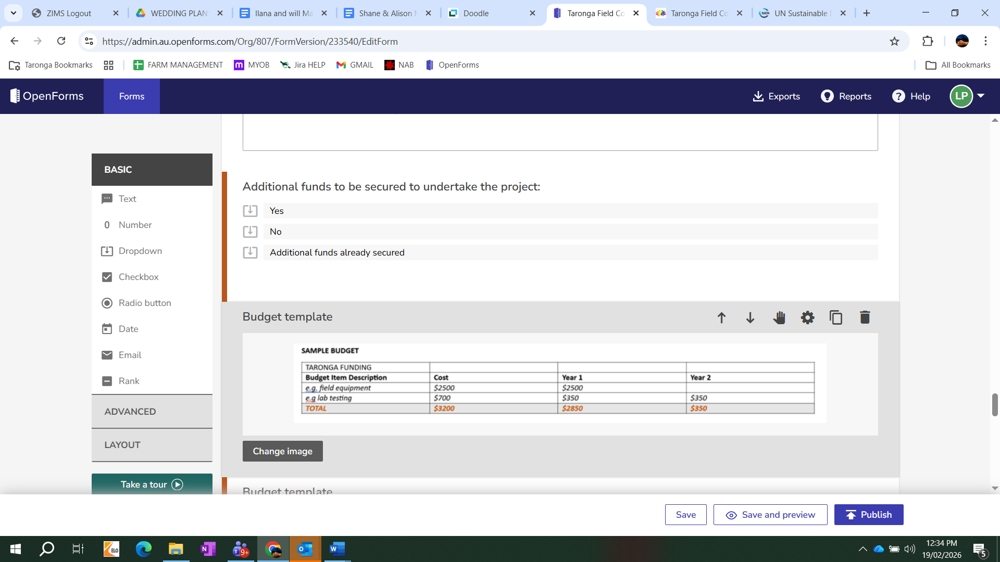 ZIMS Logout
WEDDING PLAN
Ilana and will Ma
Shane & Alison
Doodle
Taronga Field Co
Taronga Field Co
UN Sustainable
https://admin.au.openforms.com/Org/807/FormVersion/233540/EditForm
Taronga Bookmarks
FARM MANAGEMENT
m MYOB
Jira HELP
GMAIL
NAB
OpenForms
All Bookmarks
OpenForms
Forms
Exports
Reports
? Help
LP
BASIC
Text
0 Number
Dropdown
Checkbox
Radio button
Date
Email
Rank
ADVANCED
LAYOUT
Take a tour
Additional funds to be secured to undertake the project:
Yes
No
Additional funds already secured
Budget template
SAMPLE BUDGET
TARONGA FUNDING
Budget Item Description Cost Year 1 Year 2
e.g. field equipment $2500 $2500
e.g lab testing $700 $350 $350
TOTAL $3200 $2850 $350
Change image
Budget template
Save
Save and preview
Publish
ELO
N
T 9+
O
W
12:34 PM
19/02/2026
5